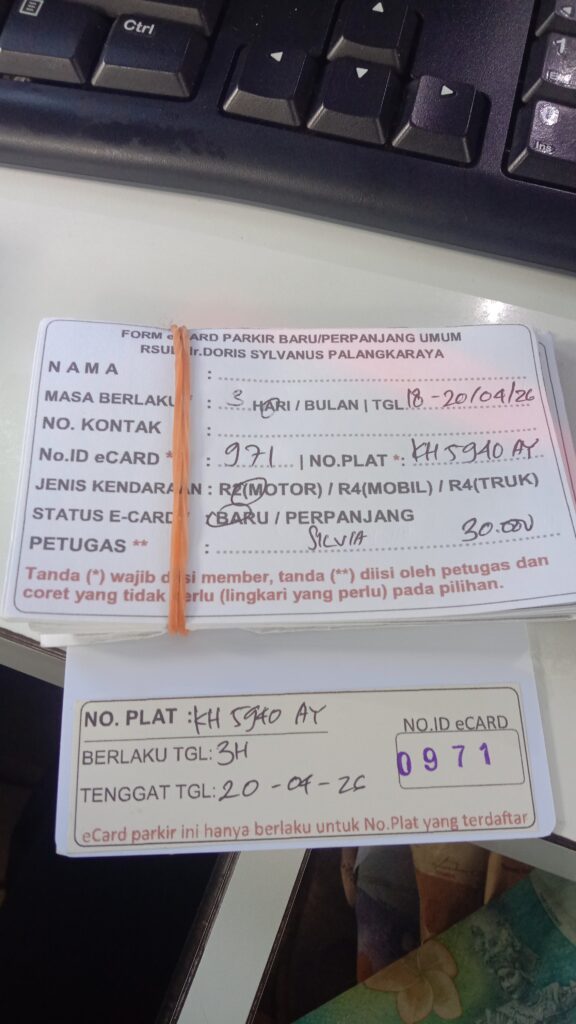 Ctrl
Ins
FORM eCARD PARKIR BARU/PERPANJANG UMUM
RSUD dr.DORIS SYLVANUS PALANGKARAYA
NAMA :
MASA BERLAKU * : 3 HARI / BULAN | TGL. 18 - 20/04/26
NO. KONTAK :
No.ID eCARD * : 971 | NO.PLAT *: KH 5940 AY
JENIS KENDARAAN : R2(MOTOR) / R4(MOBIL) / R4(TRUK)
STATUS E-CARD * : BARU / PERPANJANG
PETUGAS ** : SILVIA 30.000
Tanda (*) wajib diisi member, tanda (**) diisi oleh petugas dan
coret yang tidak perlu (lingkari yang perlu) pada pilihan.
NO. PLAT : KH 5940 AY
BERLAKU TGL: 3H
TENGGAT TGL: 20 - 04 - 26
NO.ID eCARD
0971
eCard parkir ini hanya berlaku untuk No.Plat yang terdaftar